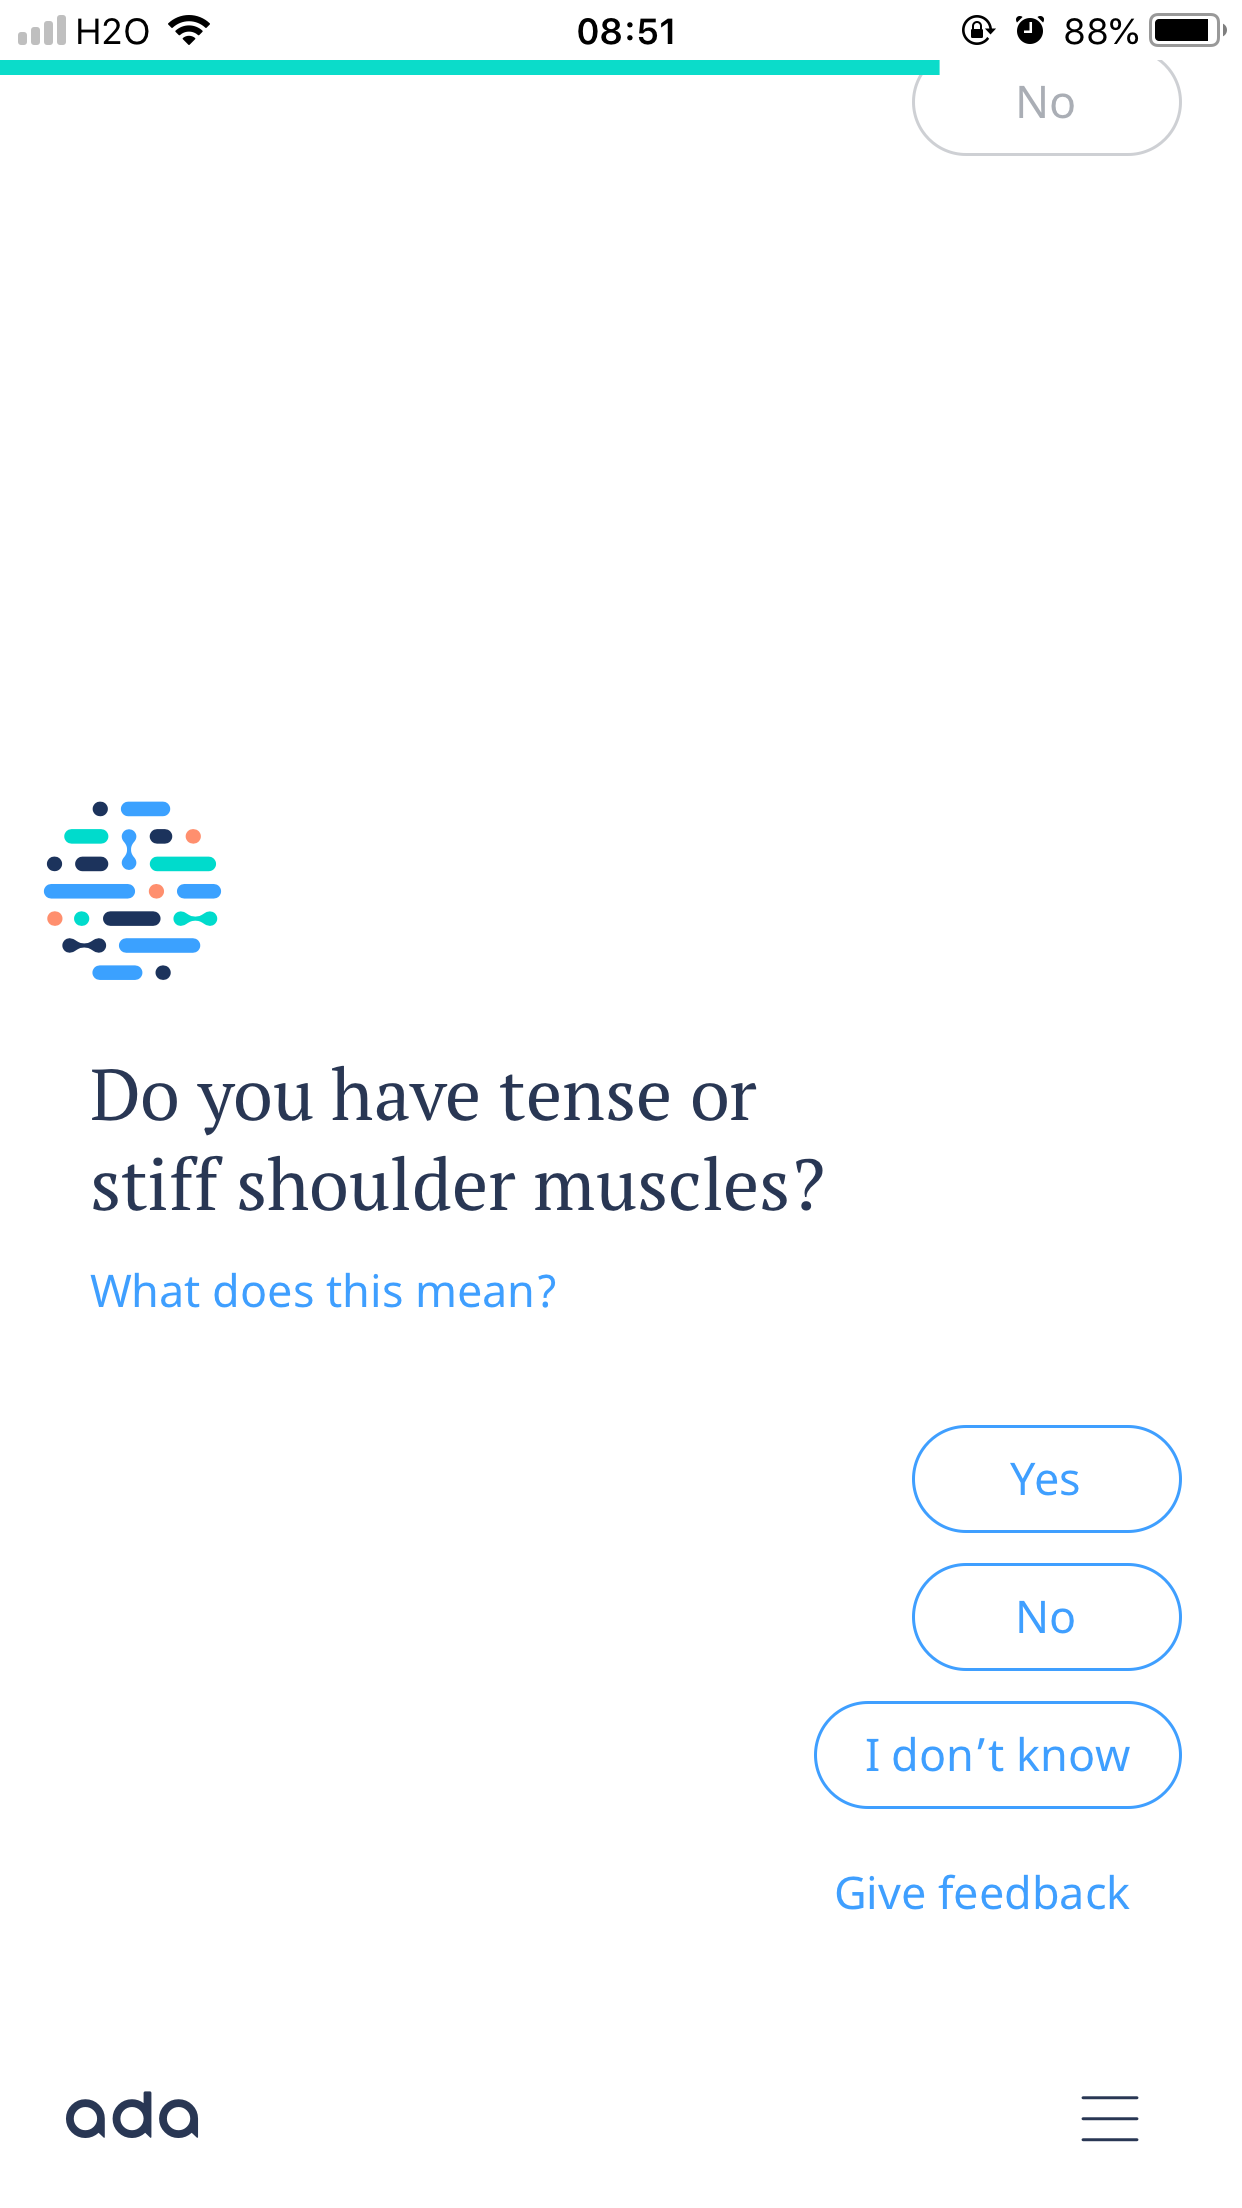 H2O 08:51 88%
No
Do you have tense or
stiff shoulder muscles?
What does this mean?
Yes
No
I don’t know
Give feedback
ada